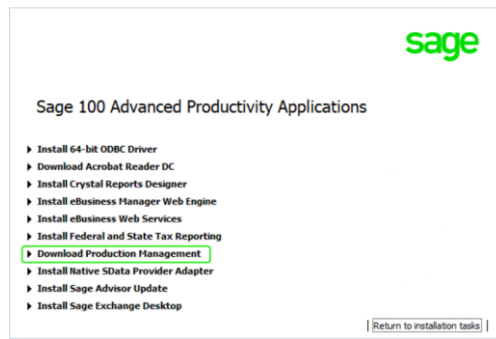 sage
Sage 100 Advanced Productivity Applications
Install 64-bit ODBC Driver
Download Acrobat Reader DC
Install Crystal Reports Designer
Install eBusiness Manager Web Engine
Install eBusiness Web Services
Install Federal and State Tax Reporting
Download Production Management
Install Native SData Provider Adapter
Install Sage Advisor Update
Install Sage Exchange Desktop
Return to installation tasks